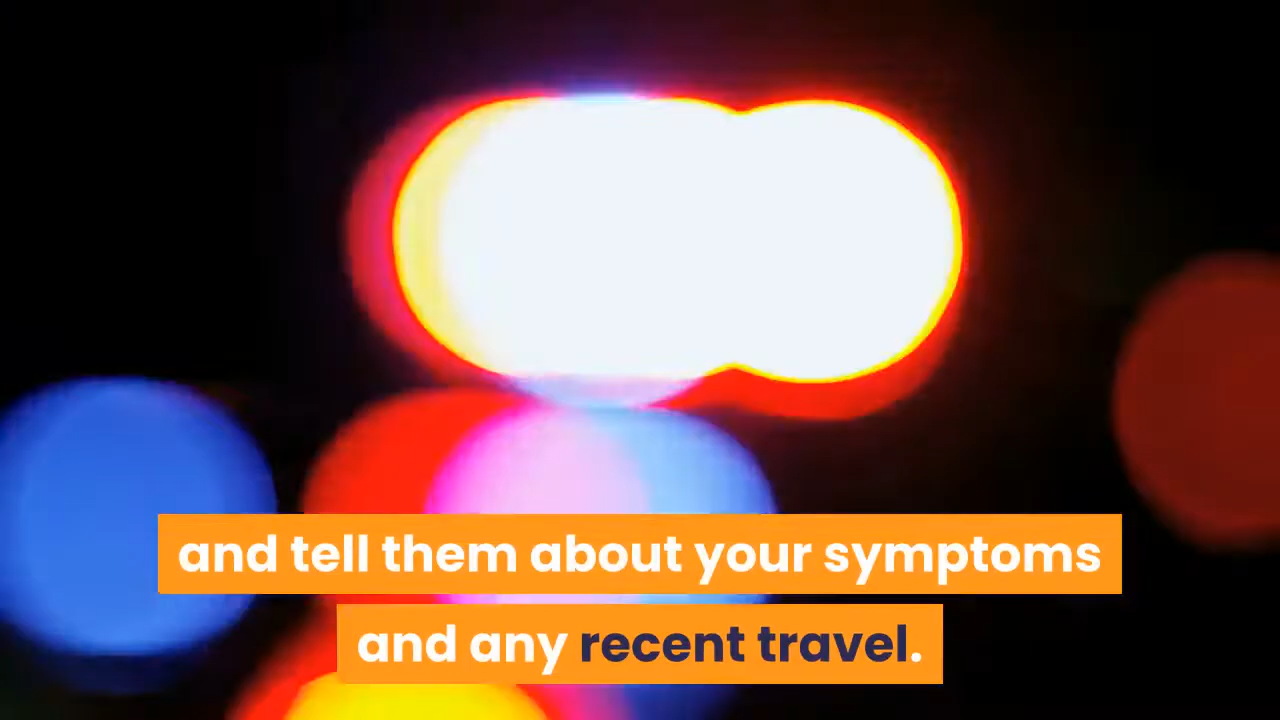 and tell them about your symptoms
and any recent travel.